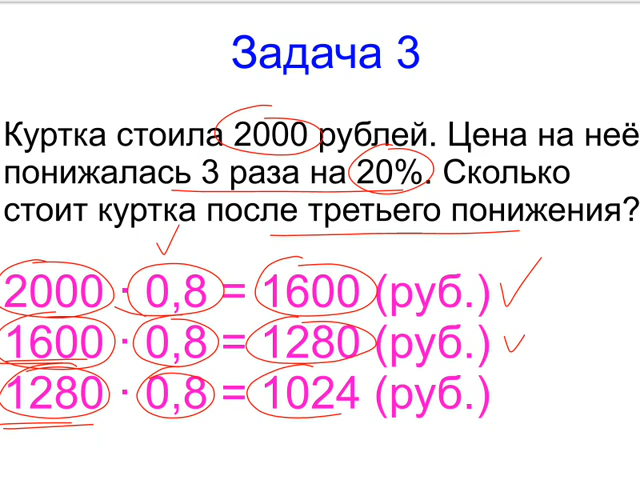 Задача 3
Куртка стоила 2000 рублей. Цена на неё
понижалась 3 раза на 20%. Сколько
стоит куртка после третьего понижения?
2000 · 0,8 = 1600 (руб.)
1600 · 0,8 = 1280 (руб.)
1280 · 0,8 = 1024 (руб.)